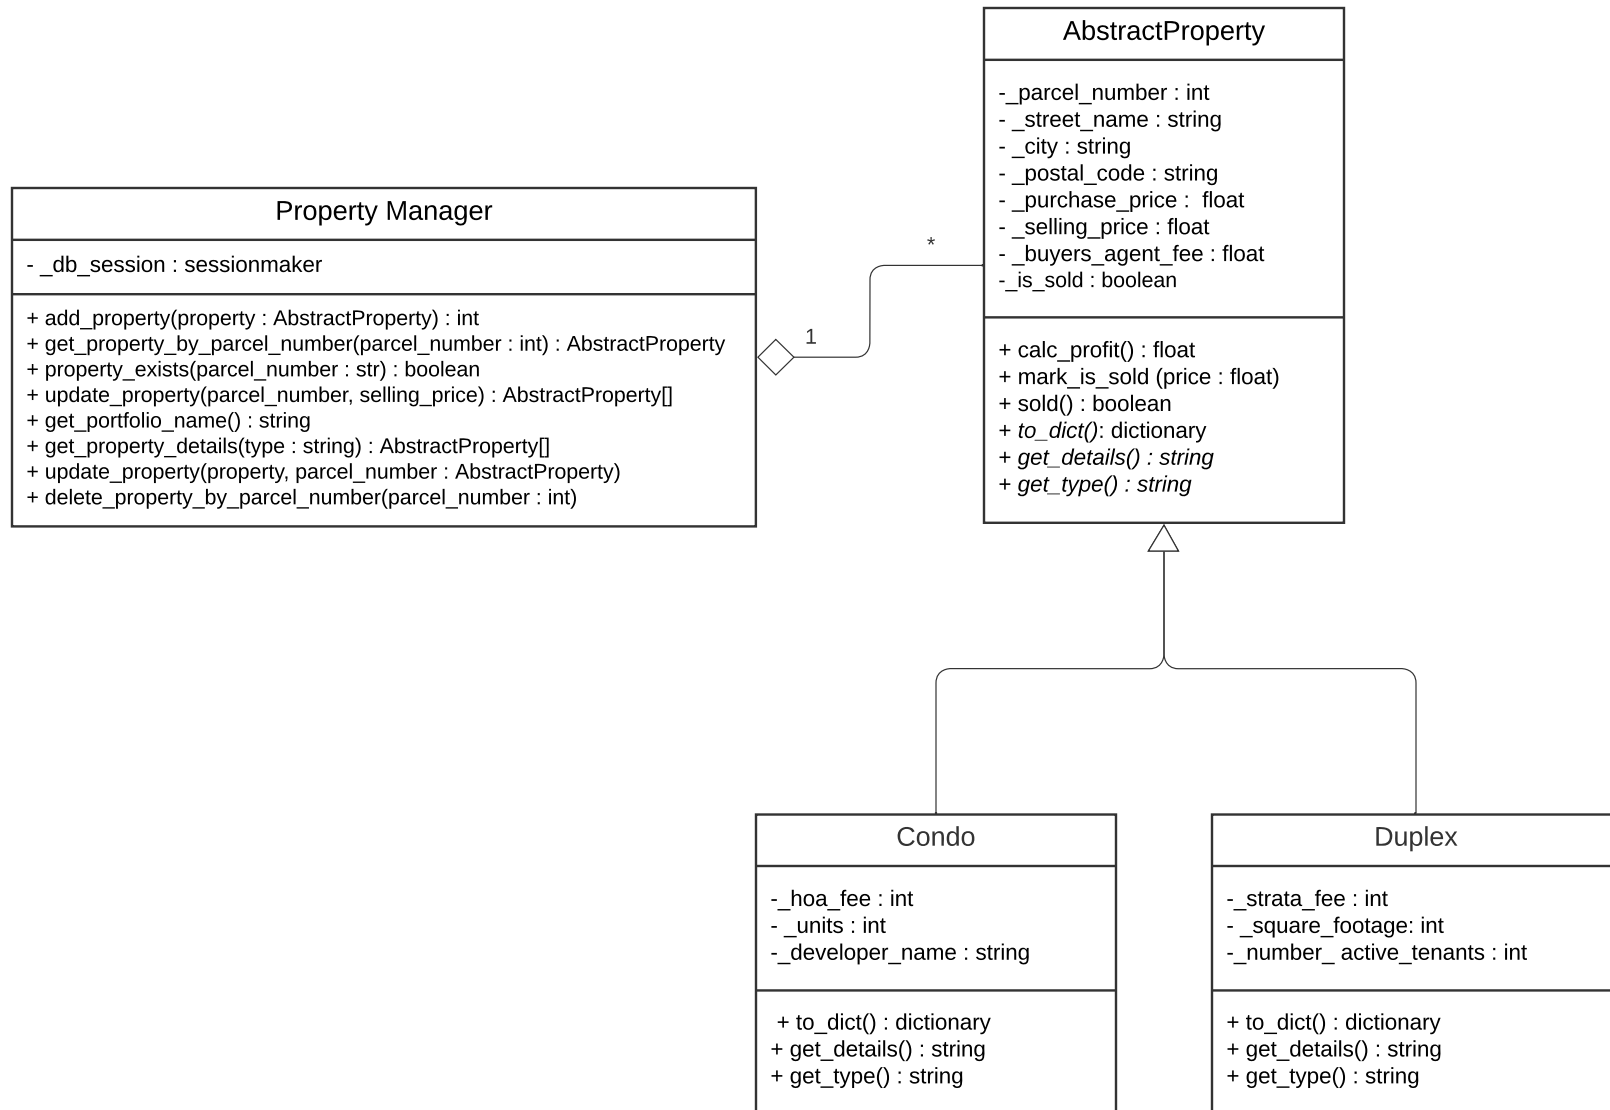 AbstractProperty
-_parcel_number : int
- _street_name : string
- _city : string
- _postal_code : string
- _purchase_price :  float
- _selling_price : float
- _buyers_agent_fee : float
-_is_sold : boolean
+ calc_profit() : float
+ mark_is_sold (price : float)
+ sold() : boolean
+ to_dict(): dictionary
+ get_details() : string
+ get_type() : string
Property Manager
- _db_session : sessionmaker
+ add_property(property : AbstractProperty) : int
+ get_property_by_parcel_number(parcel_number : int) : AbstractProperty
+ property_exists(parcel_number : str) : boolean
+ update_property(parcel_number, selling_price) : AbstractProperty[]
+ get_portfolio_name() : string
+ get_property_details(type : string) : AbstractProperty[]
+ update_property(property, parcel_number : AbstractProperty)
+ delete_property_by_parcel_number(parcel_number : int)
1
*
Condo
-_hoa_fee : int
- _units : int
-_developer_name : string
+ to_dict() : dictionary
+ get_details() : string
+ get_type() : string
Duplex
-_strata_fee : int
- _square_footage: int
-_number_ active_tenants : int
+ to_dict() : dictionary
+ get_details() : string
+ get_type() : string